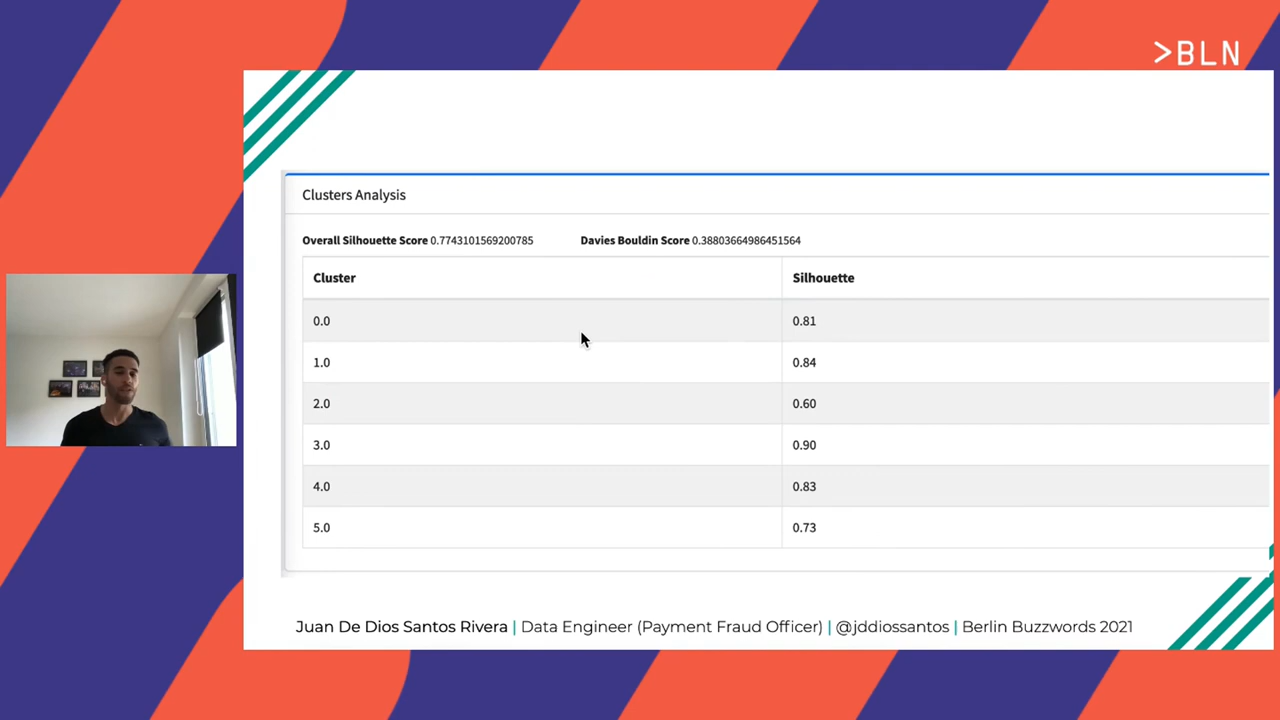 >BLN
Clusters Analysis
Overall Silhouette Score 0.7743101569200785 Davies Bouldin Score 0.38803664986451564
Cluster Silhouette
0.0 0.81
1.0 0.84
2.0 0.60
3.0 0.90
4.0 0.83
5.0 0.73
Juan De Dios Santos Rivera | Data Engineer (Payment Fraud Officer) | @jddiossantos | Berlin Buzzwords 2021